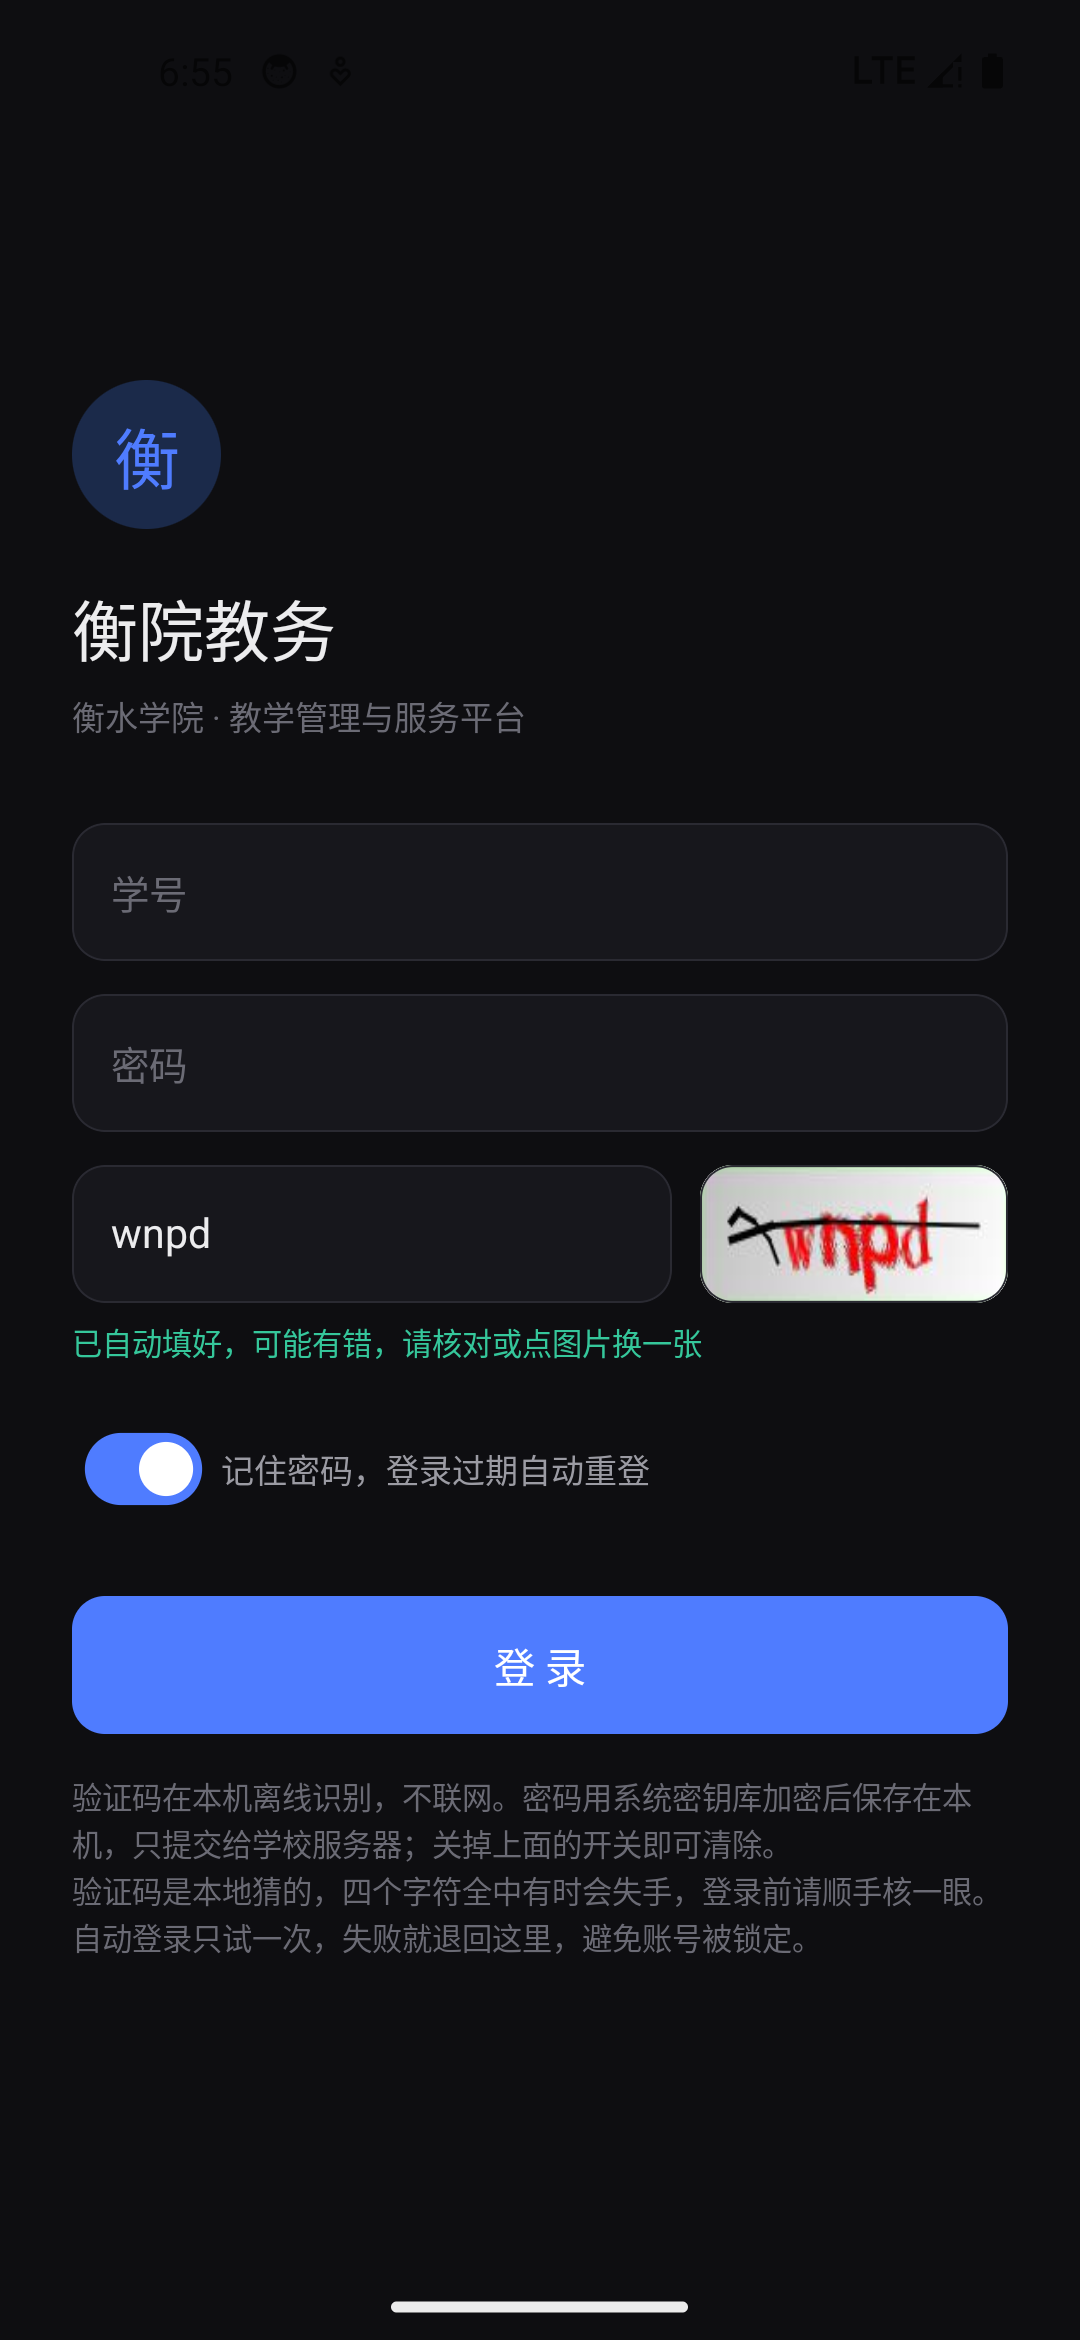 6:55
LTE
衡
衡院教务
衡水学院 · 教学管理与服务平台
学号
密码
wnpd
wnpd
已自动填好，可能有错，请核对或点图片换一张
记住密码，登录过期自动重登
登 录
验证码在本机离线识别，不联网。密码用系统密钥库加密后保存在本
机，只提交给学校服务器；关掉上面的开关即可清除。
验证码是本地猜的，四个字符全中有时会失手，登录前请顺手核一眼。
自动登录只试一次，失败就退回这里，避免账号被锁定。